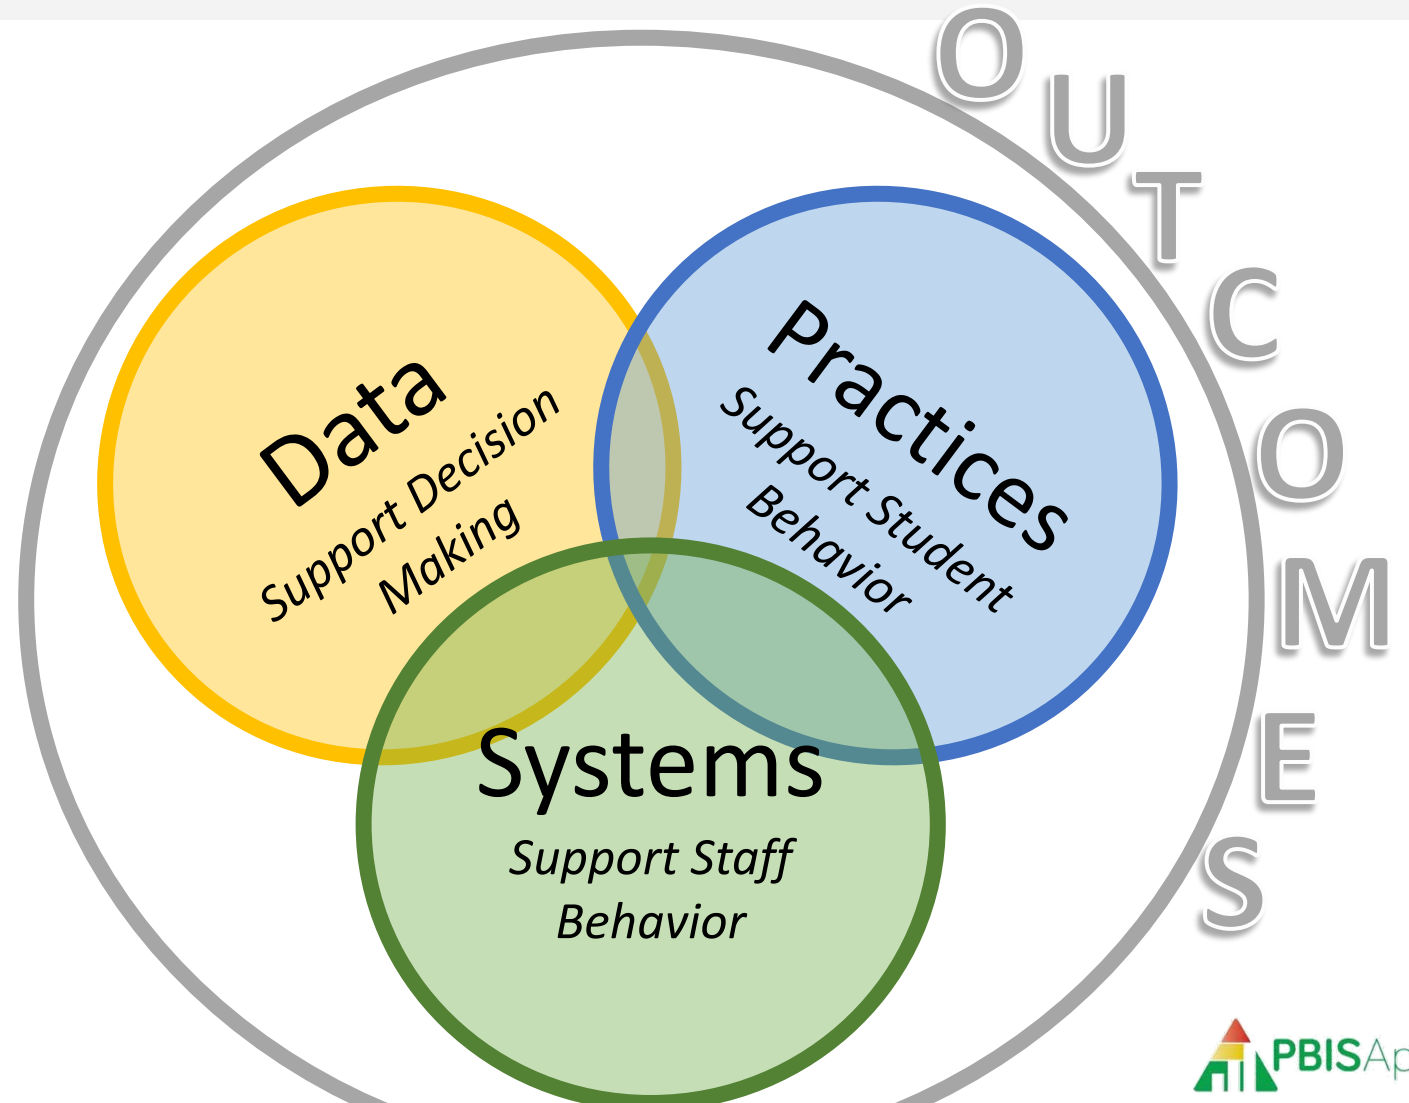 OUTCOMES
Data
Support Decision
Making
Practices
Support Student
Behavior
Systems
Support Staff
Behavior
PBISAp